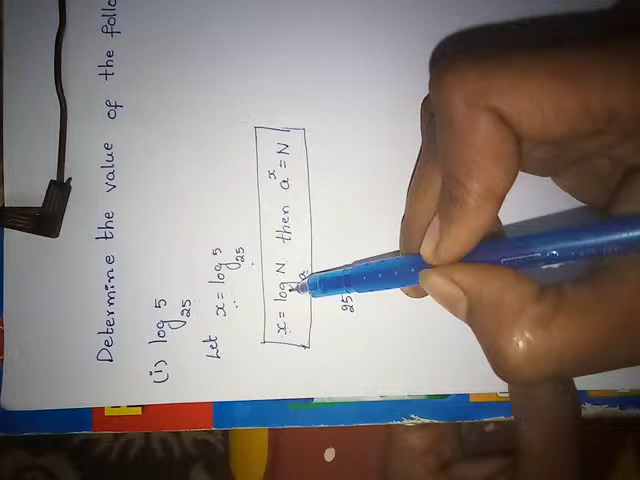 Determine the value of the follo
(i) log 25 5
Let x = log 25 5
x = log a N then a^x = N
25